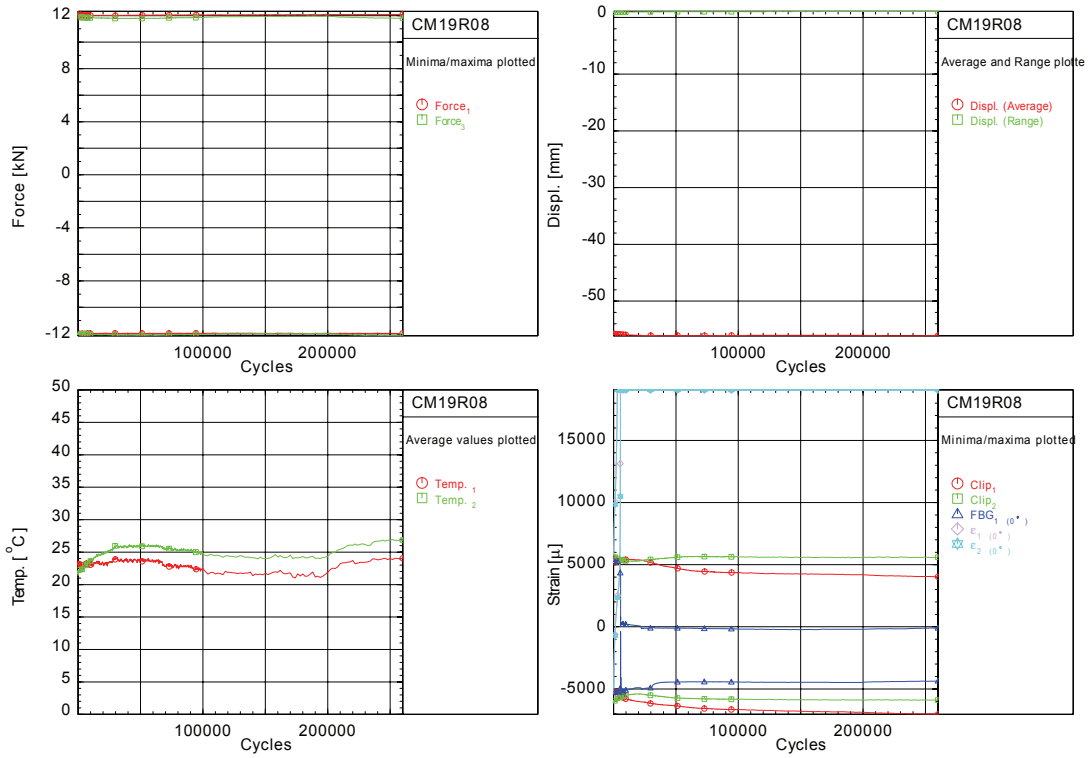 12
8
4
0
-4
-8
-12
Force [kN]
100000
200000
Cycles
CM19R08
Minima/maxima plotted
Force1
Force3
0
-10
-20
-30
-40
-50
Displ. [mm]
100000
200000
Cycles
CM19R08
Average and Range plotte
Displ. (Average)
Displ. (Range)
50
45
40
35
30
25
20
15
10
5
0
Temp. [°C]
100000
200000
Cycles
CM19R08
Average values plotted
Temp. 1
Temp. 2
15000
10000
5000
0
-5000
Strain [μ]
100000
200000
Cycles
CM19R08
Minima/maxima plotted
Clip1
Clip2
FBG1 (0°)
ε1 (0°)
ε2 (0°)